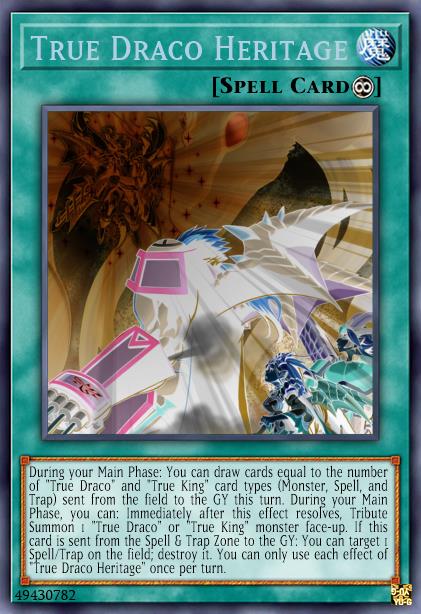 TRUE DRACO HERITAGE
魔
[SPELL CARD]
During your Main Phase: You can draw cards equal to the number
of "True Draco" and "True King" card types (Monster, Spell, and
Trap) sent from the field to the GY this turn. During your Main
Phase, you can: Immediately after this effect resolves, Tribute
Summon 1 "True Draco" or "True King" monster face-up. If this
card is sent from the Spell & Trap Zone to the GY: You can target 1
Spell/Trap on the field; destroy it. You can only use each effect of
"True Draco Heritage" once per turn.
49430782